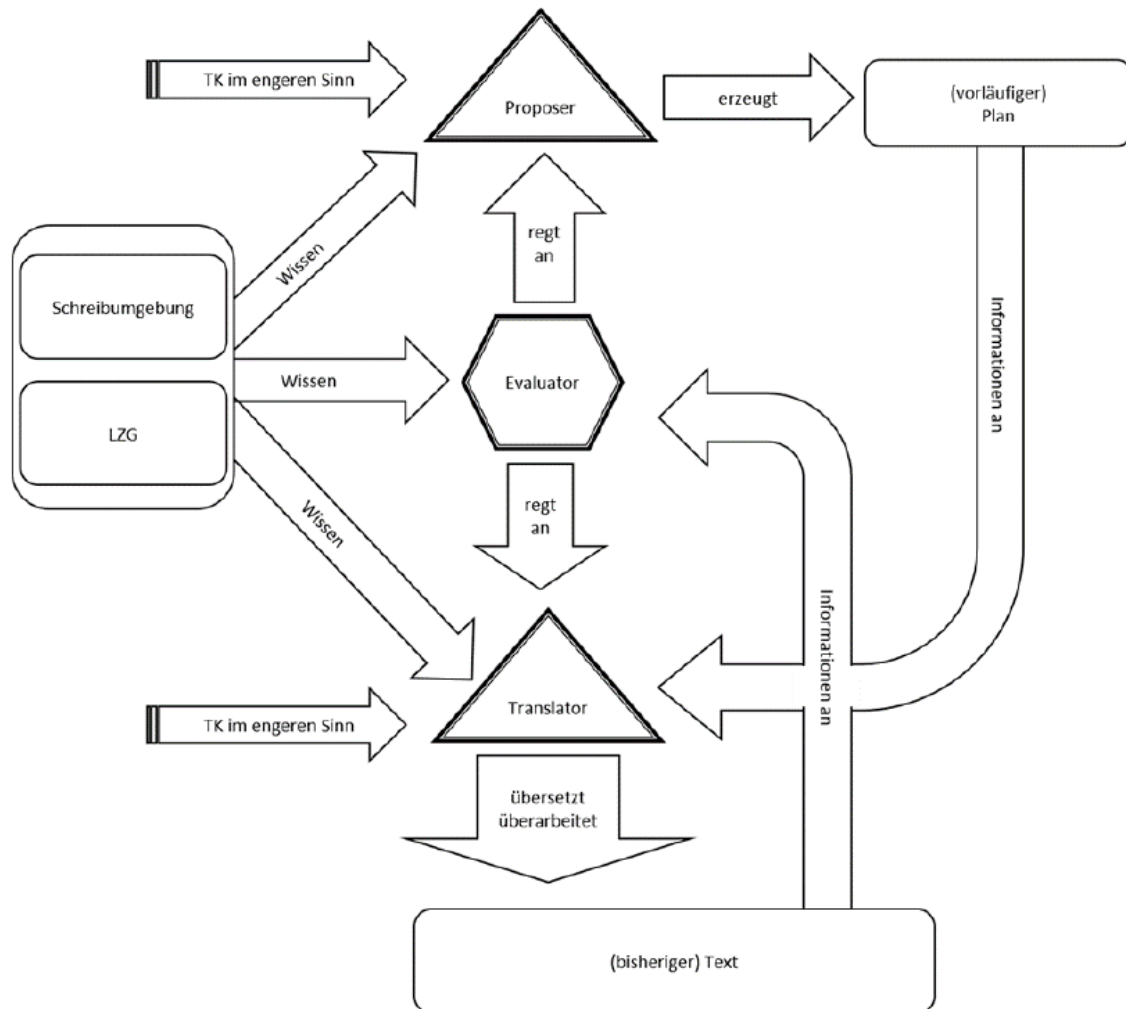 TK im engeren Sinn
Proposer
erzeugt
(vorläufiger)
Plan
Wissen
regt
an
Schreibumgebung
Wissen
Evaluator
LZG
Informationen an
regt
an
Wissen
Informationen an
TK im engeren Sinn
Translator
übersetzt
überarbeitet
(bisheriger) Text